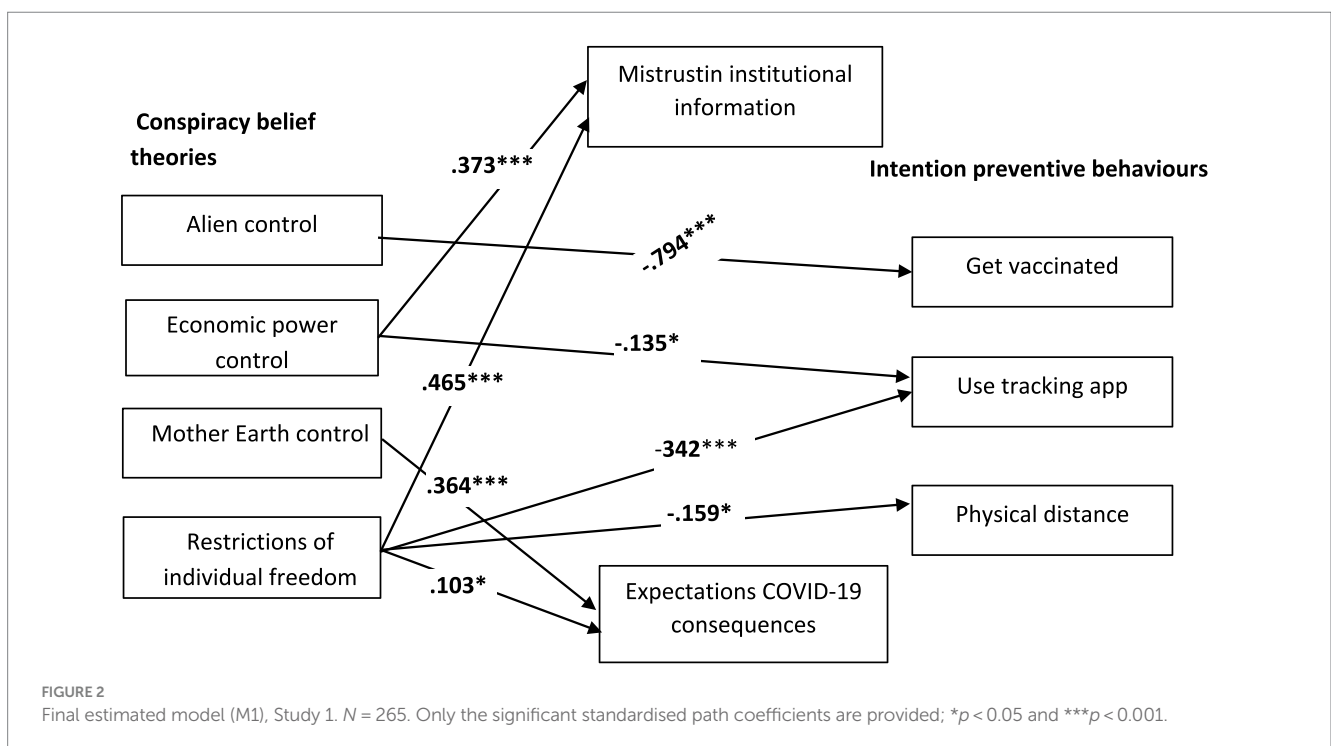 Mistrustin institutional
information
Conspiracy belief
theories
Intention preventive behaviours
.373***
Alien control
-.794***
Get vaccinated
Economic power
control
-.135*
Use tracking app
.465***
Mother Earth control
-342***
.364***
-.159*
Physical distance
Restrictions of
individual freedom
.103*
Expectations COVID-19
consequences
FIGURE 2
Final estimated model (M1), Study 1. N = 265. Only the significant standardised path coefficients are provided; *p < 0.05 and ***p < 0.001.